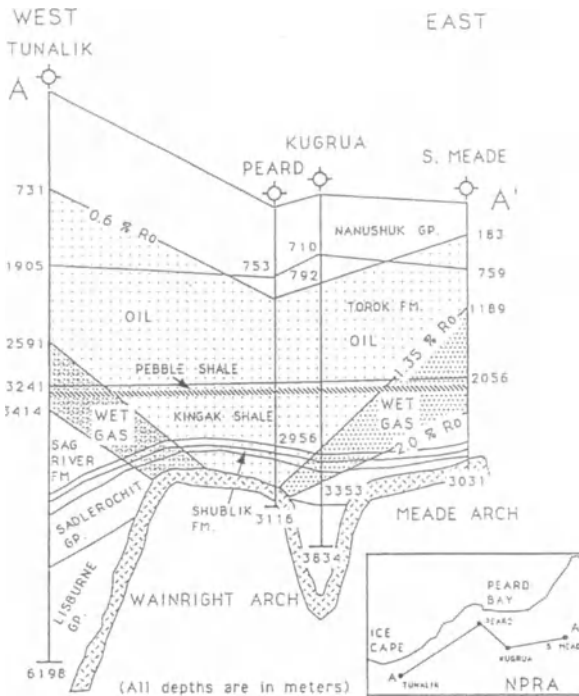 WEST
EAST
TUNALIK
A
KUGRUA
PEARD
S. MEADE
A'
731
0.6 % Ro
NANUSHUK GP.
183
710
753
792
1905
759
TOROK FM.
OIL
OIL
1189
1.35 % Ro
2591
PEBBLE SHALE
2056
3241
3414
WET
GAS
KINGAK SHALE
WET
GAS
2.0 % Ro
SAG
RIVER
FM
2956
3353
3031
SHUBLIK
FM.
3116
SADLEROCHIT
GP.
MEADE ARCH
3834
LISBURNE
GP.
WAINRIGHT ARCH
6198
(All depths are in meters)
PEARD
BAY
PEARD
ICE
CAPE
A
TUNALIK
KUGRUA
A
S MEAD
NPRA